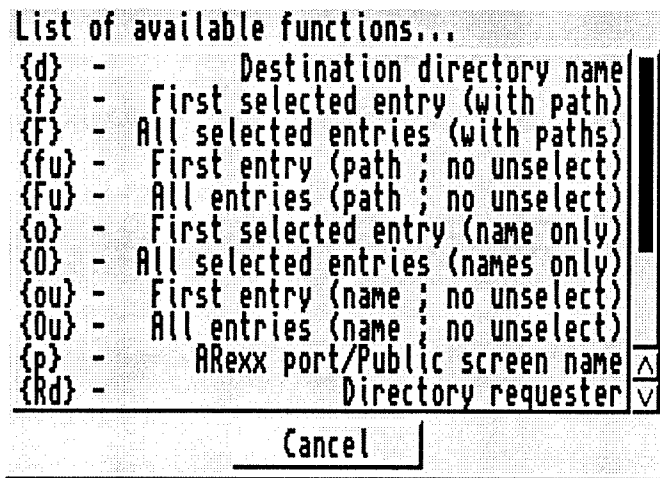 List of available functions...
{d} - Destination directory name
{f} - First selected entry (with path)
{F} - All selected entries (with paths)
{fu} - First entry (path ; no unselect)
{Fu} - All entries (path ; no unselect)
{o} - First selected entry (name only)
{O} - All selected entries (names only)
{ou} - First entry (name ; no unselect)
{Ou} - All entries (name ; no unselect)
{p} - ARexx port/Public screen name
{Rd} - Directory requester
Cancel